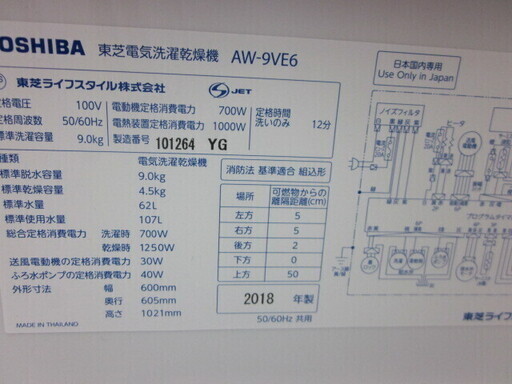 OSHIBA 東芝電気洗濯乾燥機 AW-9VE6
日本国内専用
Use Only in Japan
東芝ライフスタイル株式会社
JET
定格電圧 100V
定格周波数 50/60Hz
標準洗濯容量 9.0kg
電動機定格消費電力 700W
電熱装置定格消費電力 1000W
製造番号 101264 YG
定格時間
洗いのみ 12分
種類 電気洗濯乾燥機
標準脱水容量 9.0kg
標準乾燥容量 4.5kg
標準水量 62L
標準使用水量 107L
総合定格消費電力 洗濯時 700W
乾燥時 1250W
送風電動機の定格消費電力 30W
ふろ水ポンプの定格消費電力 40W
外形寸法 幅 600mm
奥行 605mm
高さ 1021mm
MADE IN THAILAND
消防法 基準適合 組込形
場所 可燃物からの離隔距離(cm)
左方 5
右方 5
後方 2
下方 0
上方 50
2018 年製
50/60Hz 共用
ノイズフィルタ
ヒータ
プログラムタイマ
東芝ライフ